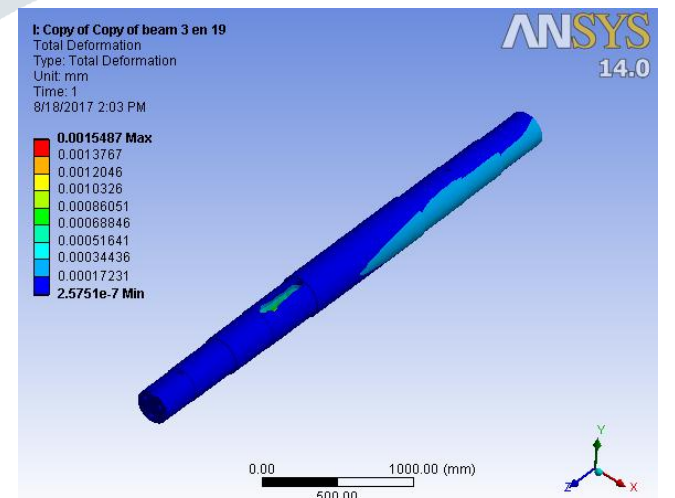 I: Copy of Copy of beam 3 en 19
Total Deformation
Type: Total Deformation
Unit: mm
Time: 1
8/18/2017 2:03 PM
ANSYS
14.0
0.0015487 Max
0.0013767
0.0012046
0.0010326
0.00086051
0.00068846
0.00051641
0.00034436
0.00017231
2.5751e-7 Min
0.00
1000.00 (mm)
500.00
Y
Z
X